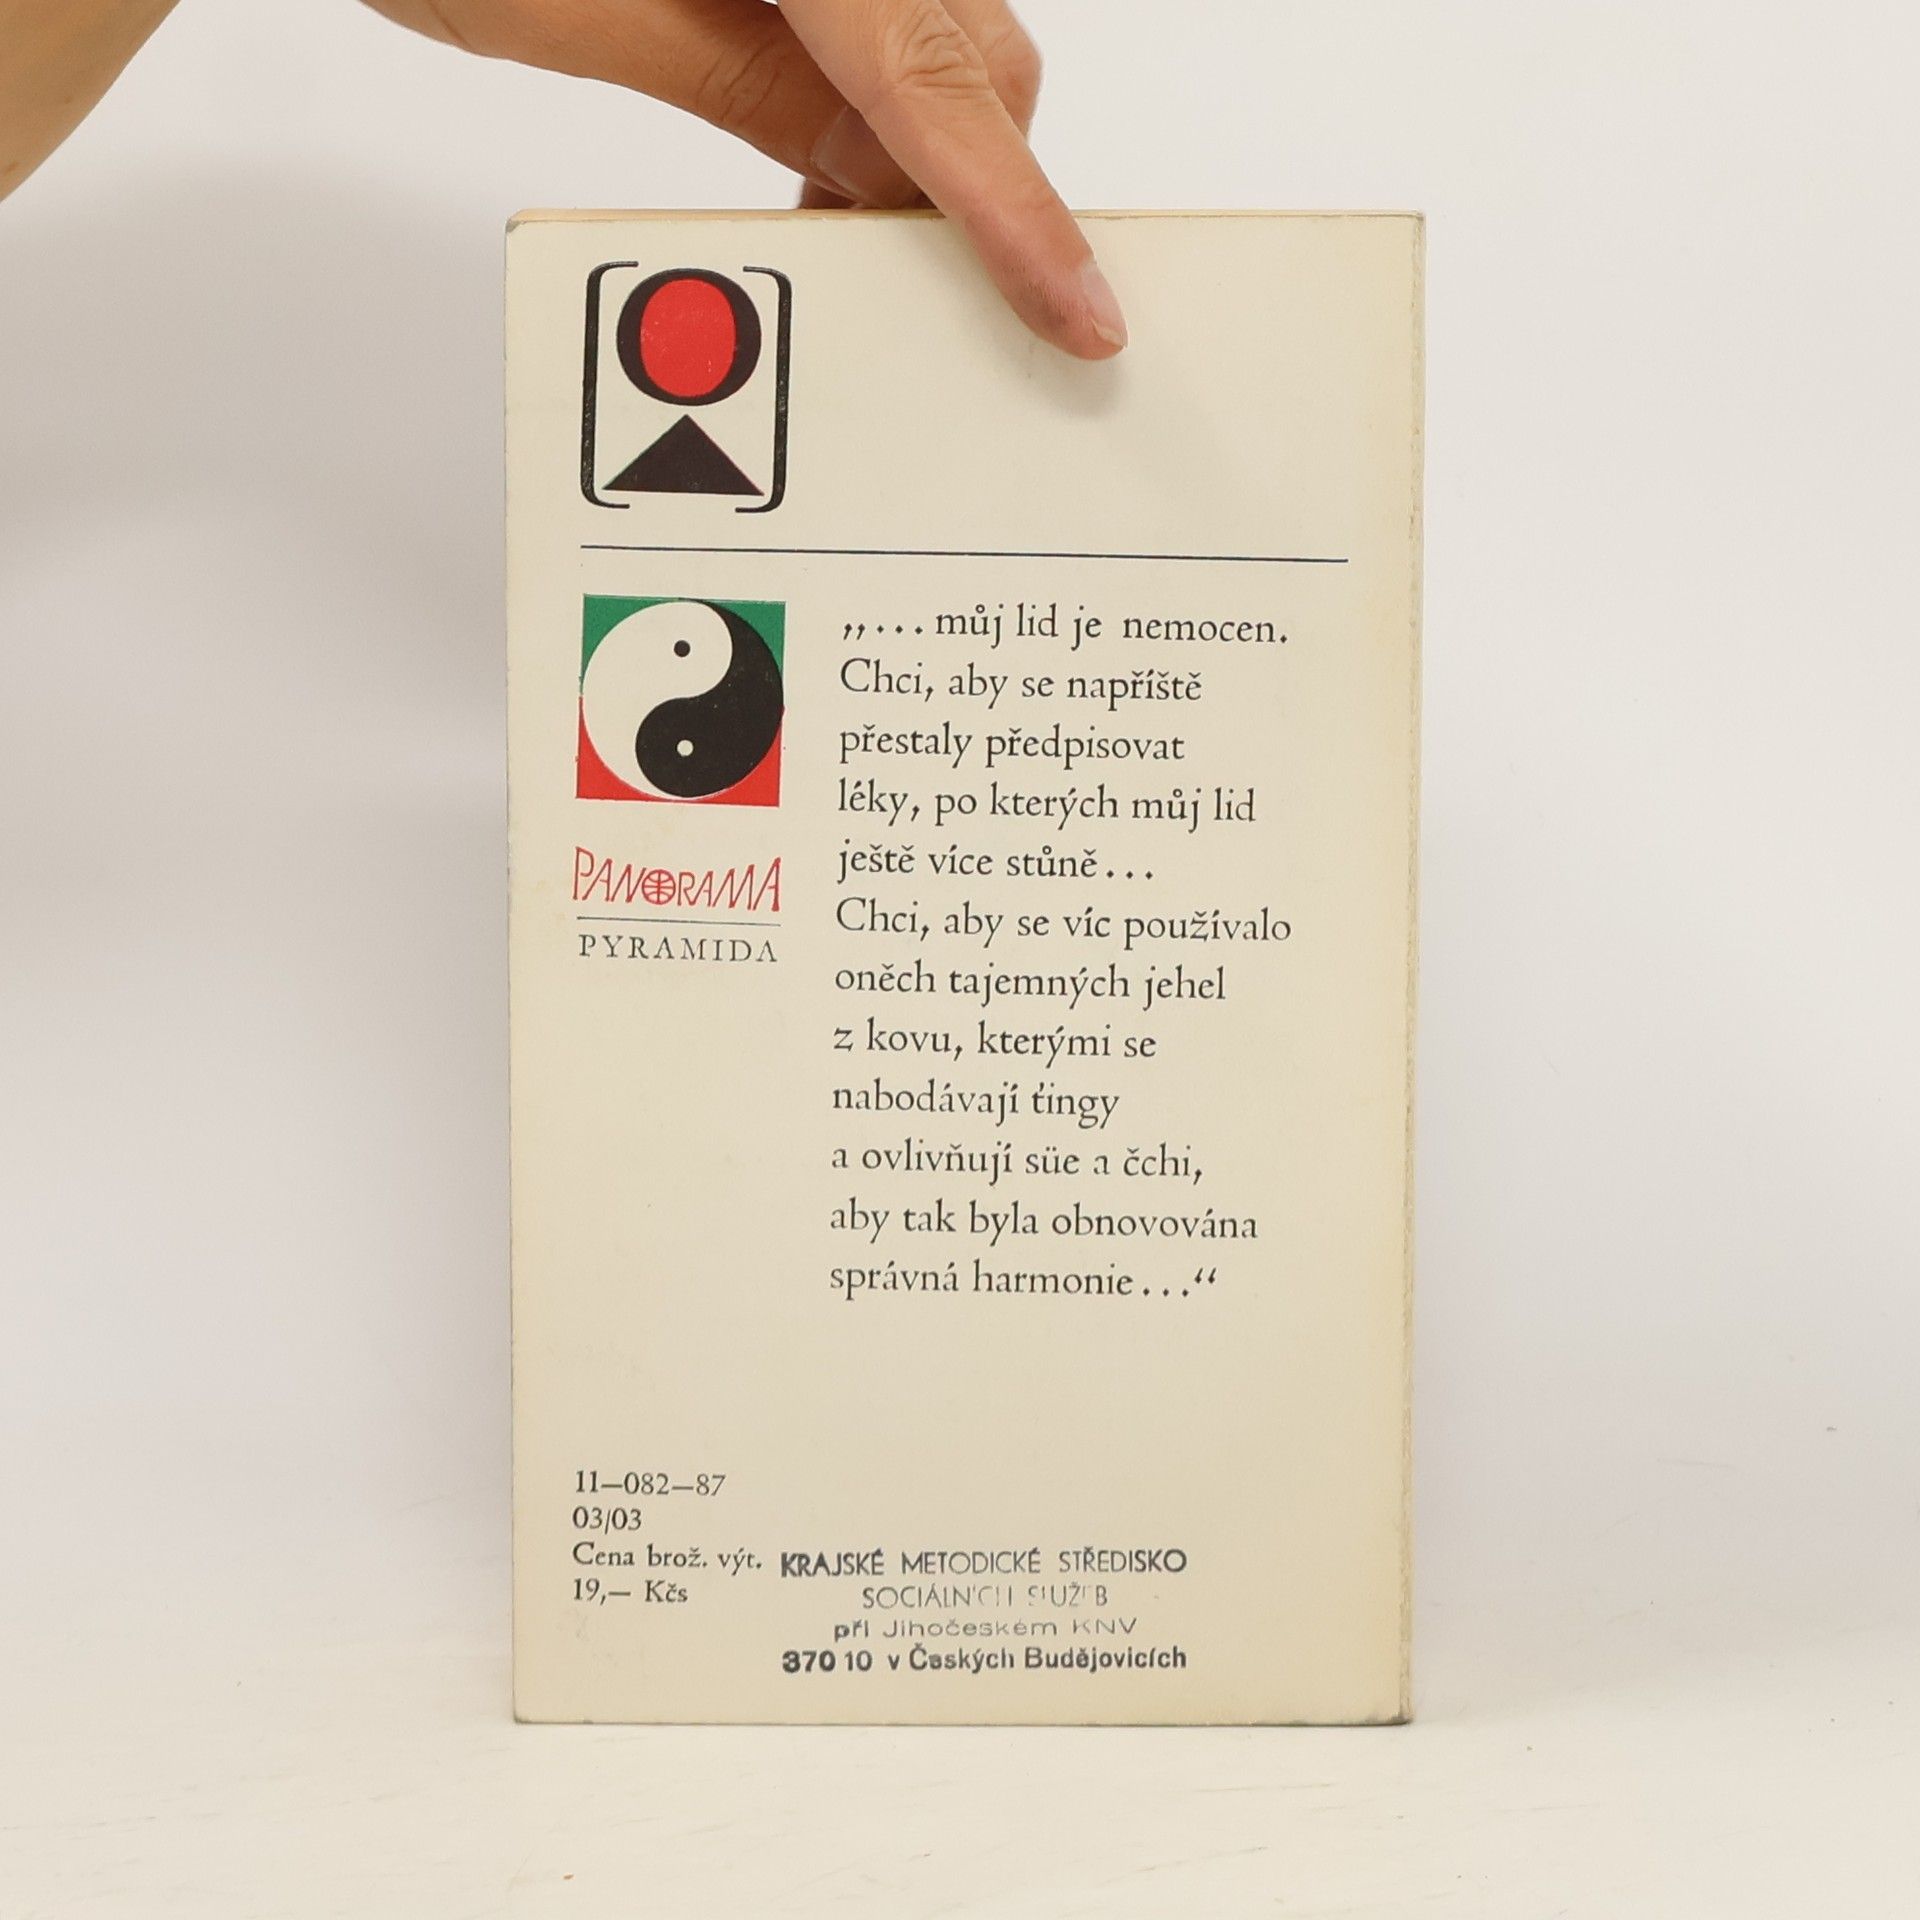 PANORAMA
PYRAMIDA
„... můj lid je nemocen.
Chci, aby se napříště
přestaly předpisovat
léky, po kterých můj lid
ještě více stůně...
Chci, aby se víc používalo
oněch tajemných jehel
z kovu, kterými se
nabodávají ťingy
a ovlivňují süe a čchi,
aby tak byla obnovována
správná harmonie...“
11—082—87
03/03
Cena brož. výt.
19,— Kčs
KRAJSKÉ METODICKÉ STŘEDISKO
SOCIÁLNÍCH SLUŽEB
při Jihočeském KNV
370 10 v Českých Budějovicích